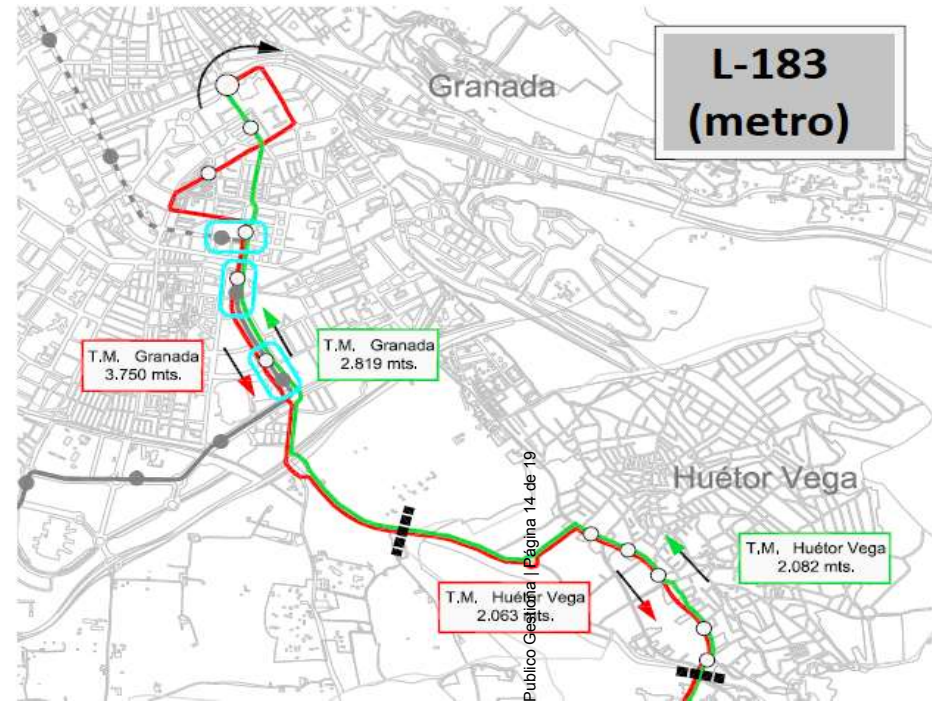 L-183
(metro)
Granada
T.M. Granada
3.750 mts.
T.M. Granada
2.819 mts.
Huétor Vega
T.M. Huétor Vega
2.082 mts.
T.M. Huétor Vega
2.063 mts.
Publico Gestiona | Página 14 de 19